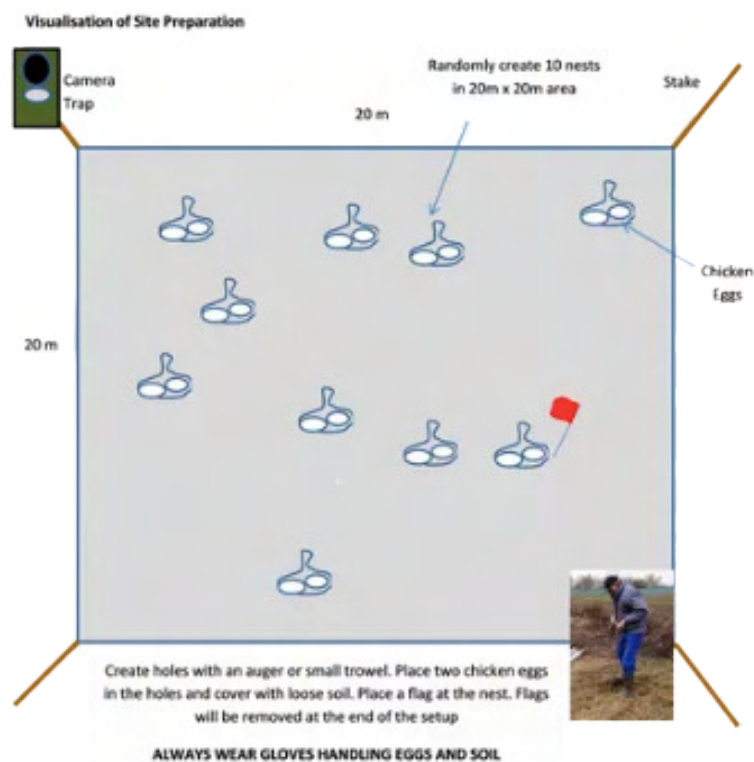 Visualisation of Site Preparation
Camera
Trap
Randomly create 10 nests
in 20m x 20m area
Stake
20 m
Chicken
Eggs
20 m
Create holes with an auger or small trowel. Place two chicken eggs
in the holes and cover with loose soil. Place a flag at the nest. Flags
will be removed at the end of the setup
ALWAYS WEAR GLOVES HANDLING EGGS AND SOIL